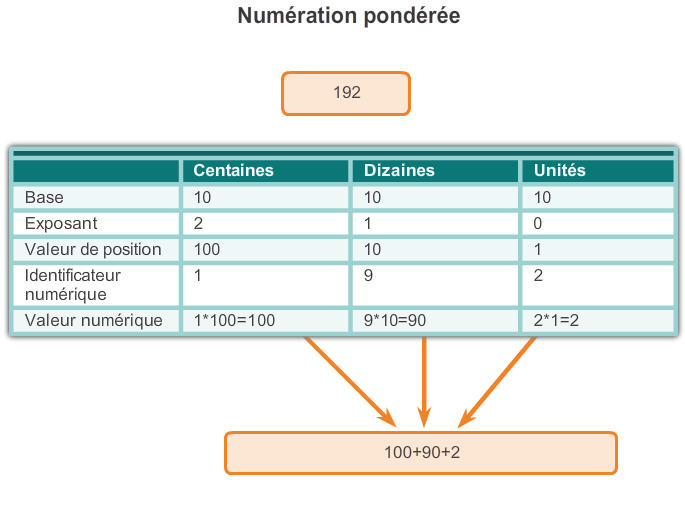 Numération pondérée
192
Centaines Dizaines Unités
Base 10 10 10
Exposant 2 1 0
Valeur de position 100 10 1
Identificateur 1 9 2
numérique
Valeur numérique 1*100=100 9*10=90 2*1=2
100+90+2